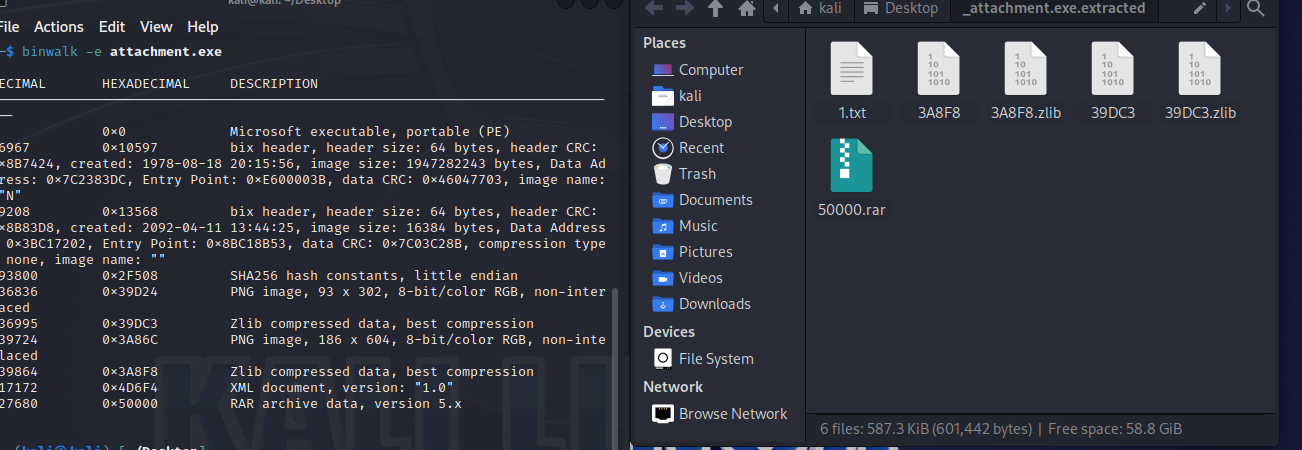 kali@kali: ~/Desktop
File Actions Edit View Help
$ binwalk -e attachment.exe
ECIMAL HEXADECIMAL DESCRIPTION
0×0 Microsoft executable, portable (PE)
6967 0×10597 bix header, header size: 64 bytes, header CRC:
×8B7424, created: 1978-08-18 20:15:56, image size: 1947282243 bytes, Data Ad
ress: 0×7C2383DC, Entry Point: 0×E600003B, data CRC: 0×46047703, image name:
"N"
9208 0×13568 bix header, header size: 64 bytes, header CRC:
×8B83D8, created: 2092-04-11 13:44:25, image size: 16384 bytes, Data Address
0×3BC17202, Entry Point: 0×8BC18B53, data CRC: 0×7C03C28B, compression type
none, image name: ""
93800 0×2F508 SHA256 hash constants, little endian
36836 0×39D24 PNG image, 93 x 302, 8-bit/color RGB, non-inter
aced
36995 0×39DC3 Zlib compressed data, best compression
39724 0×3A86C PNG image, 186 x 604, 8-bit/color RGB, non-inte
laced
39864 0×3A8F8 Zlib compressed data, best compression
17172 0×4D6F4 XML document, version: "1.0"
27680 0×50000 RAR archive data, version 5.x
(kali@kali)-[~/Desktop]
kali Desktop _attachment.exe.extracted
Places
Computer
kali
Desktop
Recent
Trash
Documents
Music
Pictures
Videos
Downloads
Devices
File System
Network
Browse Network
1.txt 3A8F8 3A8F8.zlib 39DC3 39DC3.zlib
50000.rar
6 files: 587.3 KiB (601,442 bytes) | Free space: 58.8 GiB